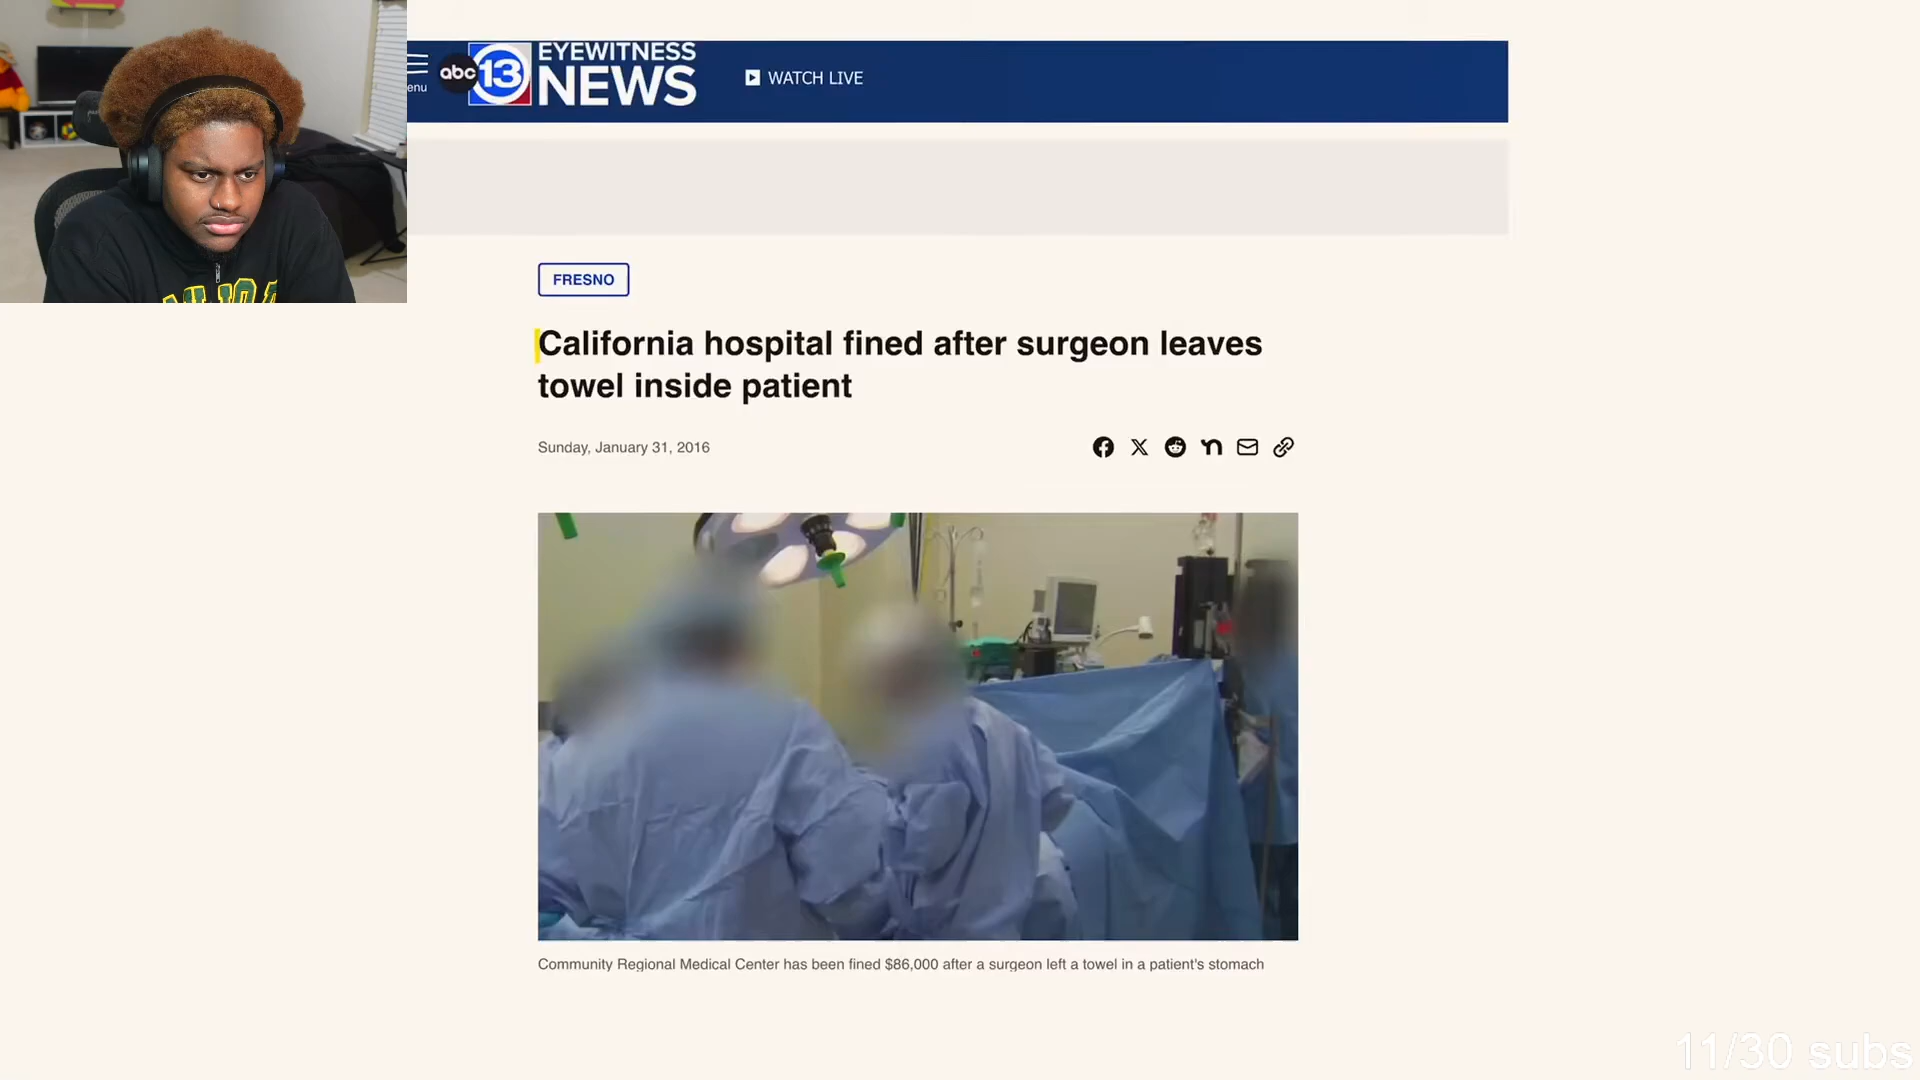 enu
abc
13
EYEWITNESS
NEWS
WATCH LIVE
FRESNO
California hospital fined after surgeon leaves
towel inside patient
Sunday, January 31, 2016
Community Regional Medical Center has been fined $86,000 after a surgeon left a towel in a patient's stomach
11/30 subs